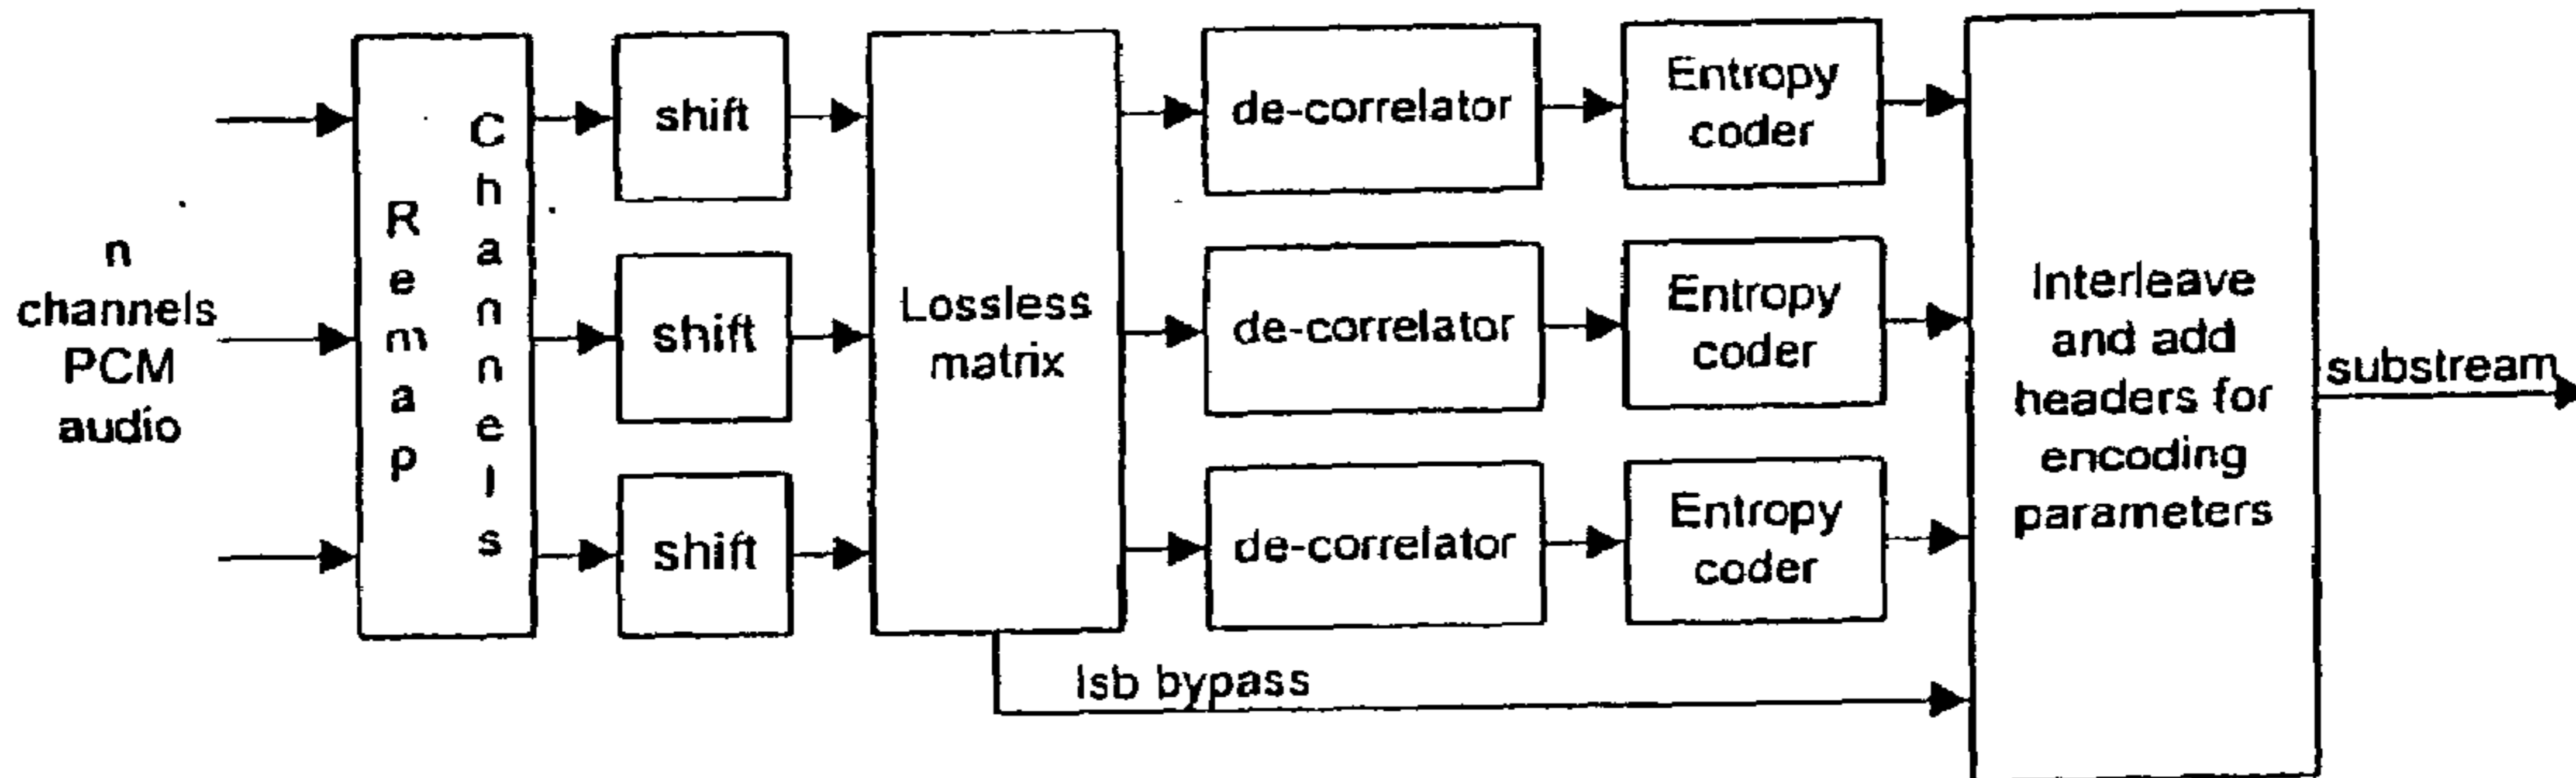 n
channels
PCM
audio
Remap
Channels
shift
shift
shift
Lossless
matrix
de-correlator
de-correlator
de-correlator
Entropy
coder
Entropy
coder
Entropy
coder
lsb bypass
Interleave
and add
headers for
encoding
parameters
substream